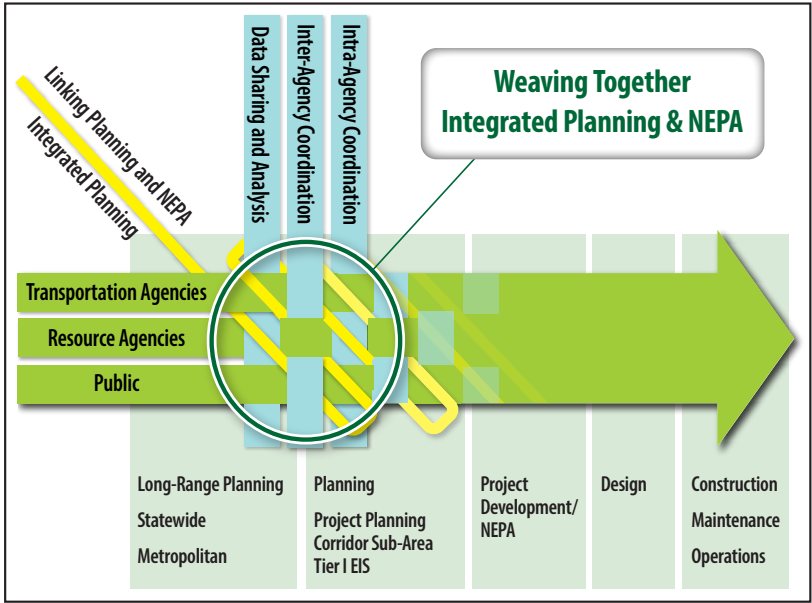 Linking Planning and NEPA
Integrated Planning
Data Sharing and Analysis
Inter-Agency Coordination
Intra-Agency Coordination
Weaving Together
Integrated Planning & NEPA
Transportation Agencies
Resource Agencies
Public
Long-Range Planning
Statewide
Metropolitan
Planning
Project Planning
Corridor Sub-Area
Tier I EIS
Project
Development/
NEPA
Design
Construction
Maintenance
Operations